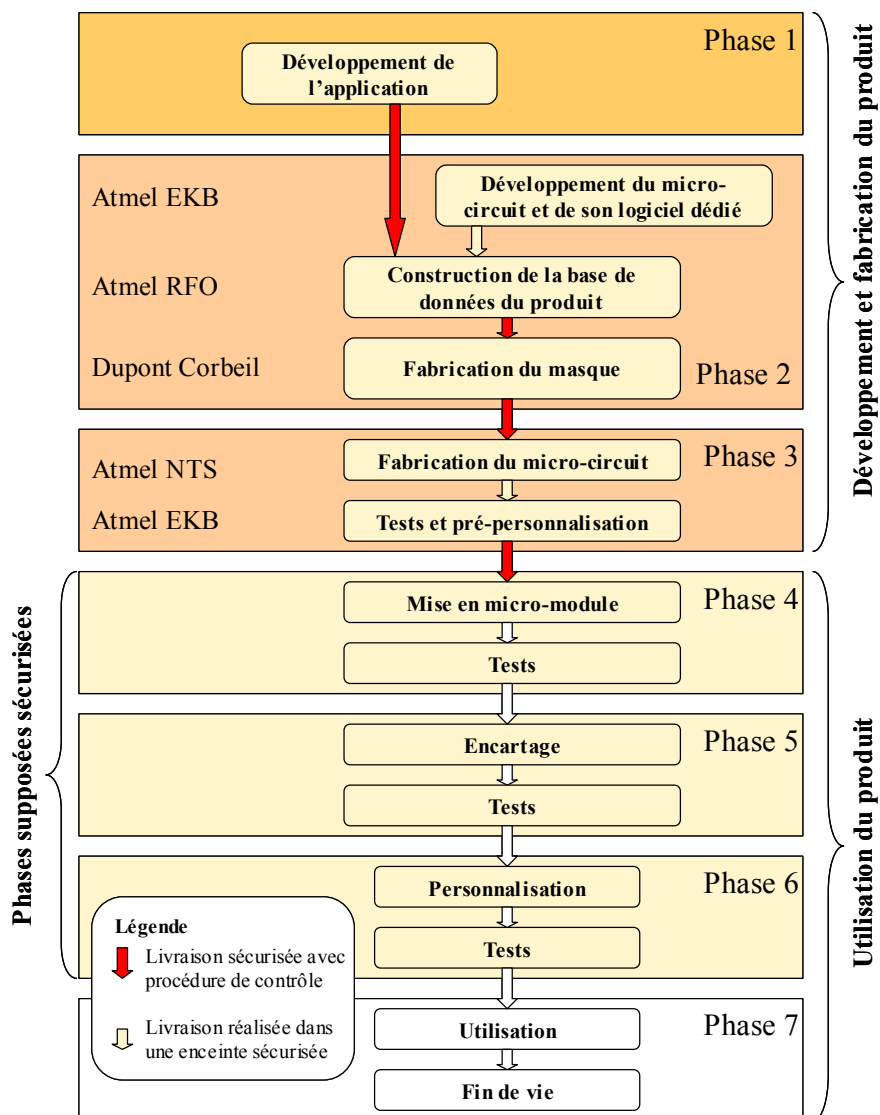 Phase 1
Développement de
l'application
Atmel EKB
Développement du micro-
circuit et de son logiciel dédié
Atmel RFO
Construction de la base de
données du produit
Dupont Corbeil
Fabrication du masque
Phase 2
Développement et fabrication du produit
Phase 3
Atmel NTS
Fabrication du micro-circuit
Atmel EKB
Tests et pré-personnalisation
Phases supposées sécurisées
Phase 4
Mise en micro-module
Tests
Phase 5
Encartage
Tests
Utilisation du produit
Phase 6
Personnalisation
Tests
Légende
Livraison sécurisée avec
procédure de contrôle
Livraison réalisée dans
une enceinte sécurisée
Phase 7
Utilisation
Fin de vie